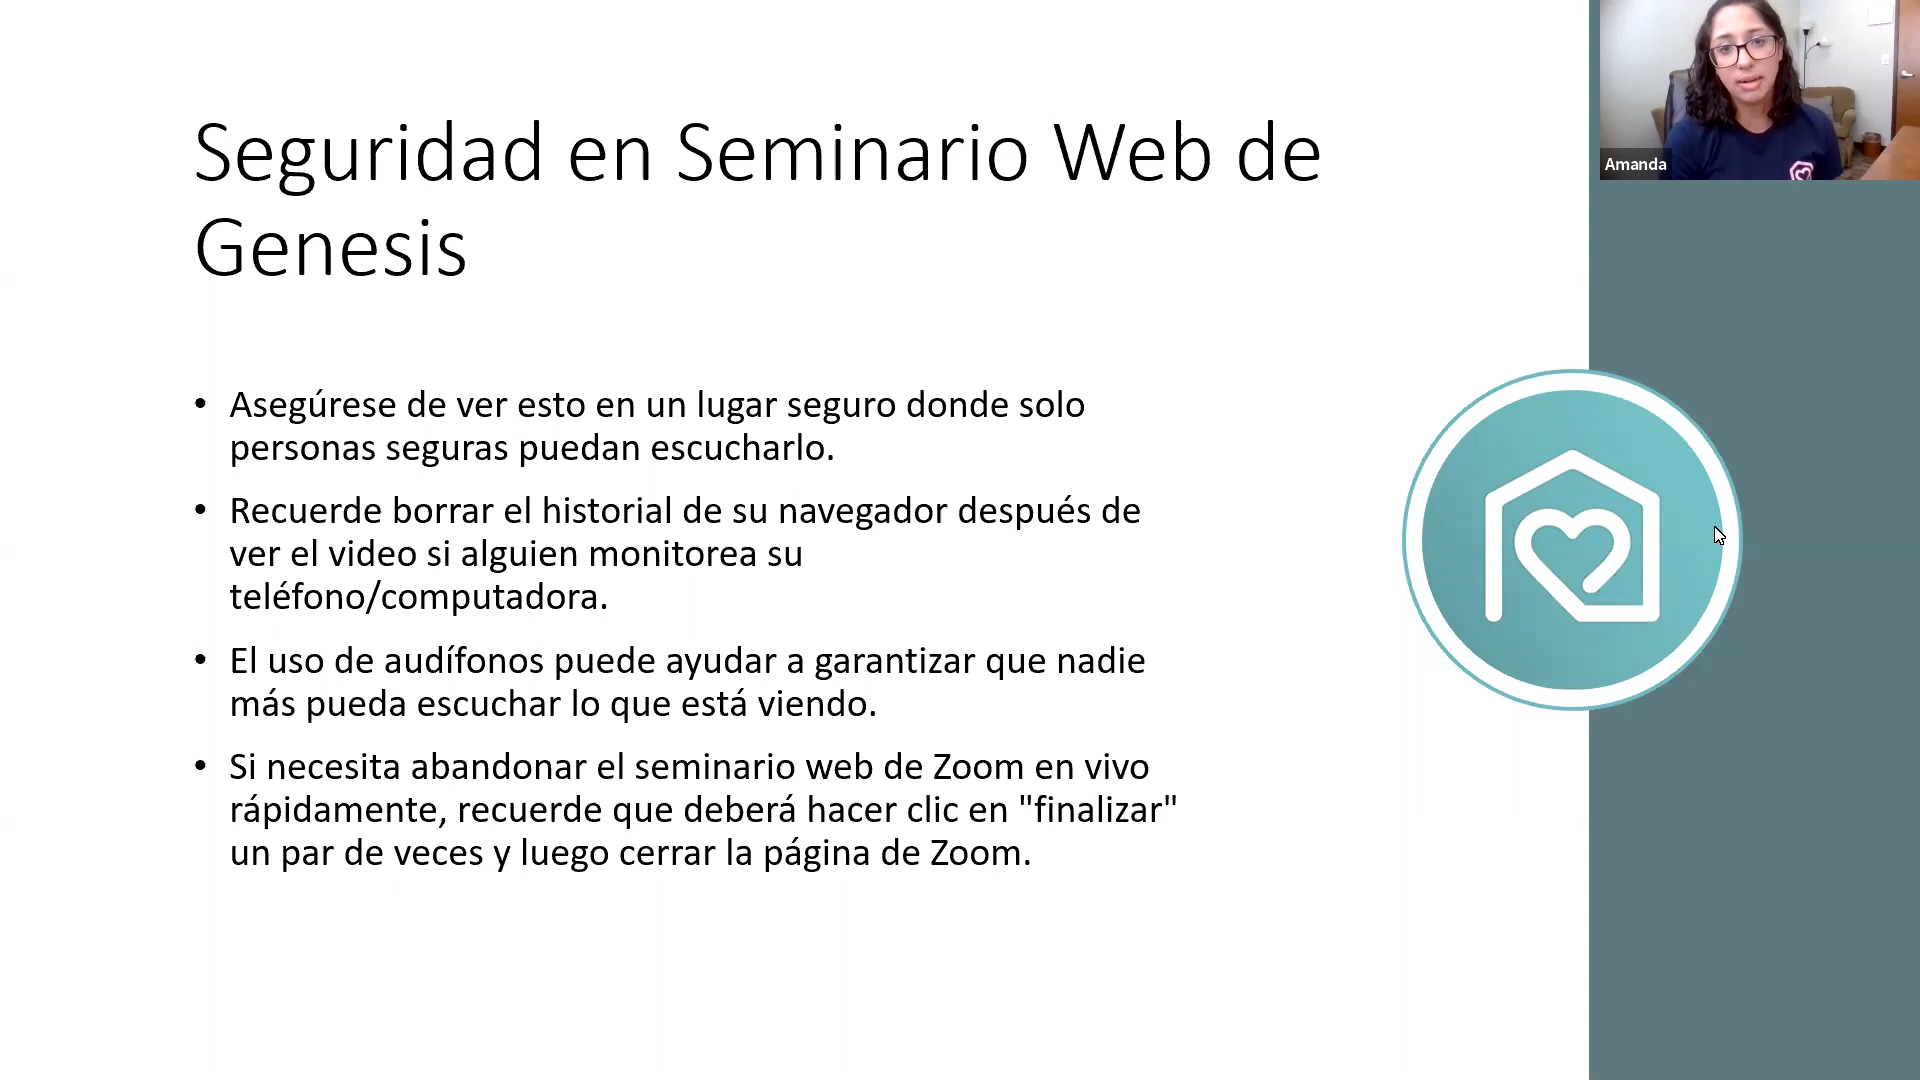 Seguridad en Seminario Web de
Genesis
• Asegúrese de ver esto en un lugar seguro donde solo
personas seguras puedan escucharlo.
• Recuerde borrar el historial de su navegador después de
ver el video si alguien monitorea su
teléfono/computadora.
• El uso de audífonos puede ayudar a garantizar que nadie
más pueda escuchar lo que está viendo.
• Si necesita abandonar el seminario web de Zoom en vivo
rápidamente, recuerde que deberá hacer clic en "finalizar"
un par de veces y luego cerrar la página de Zoom.
Amanda